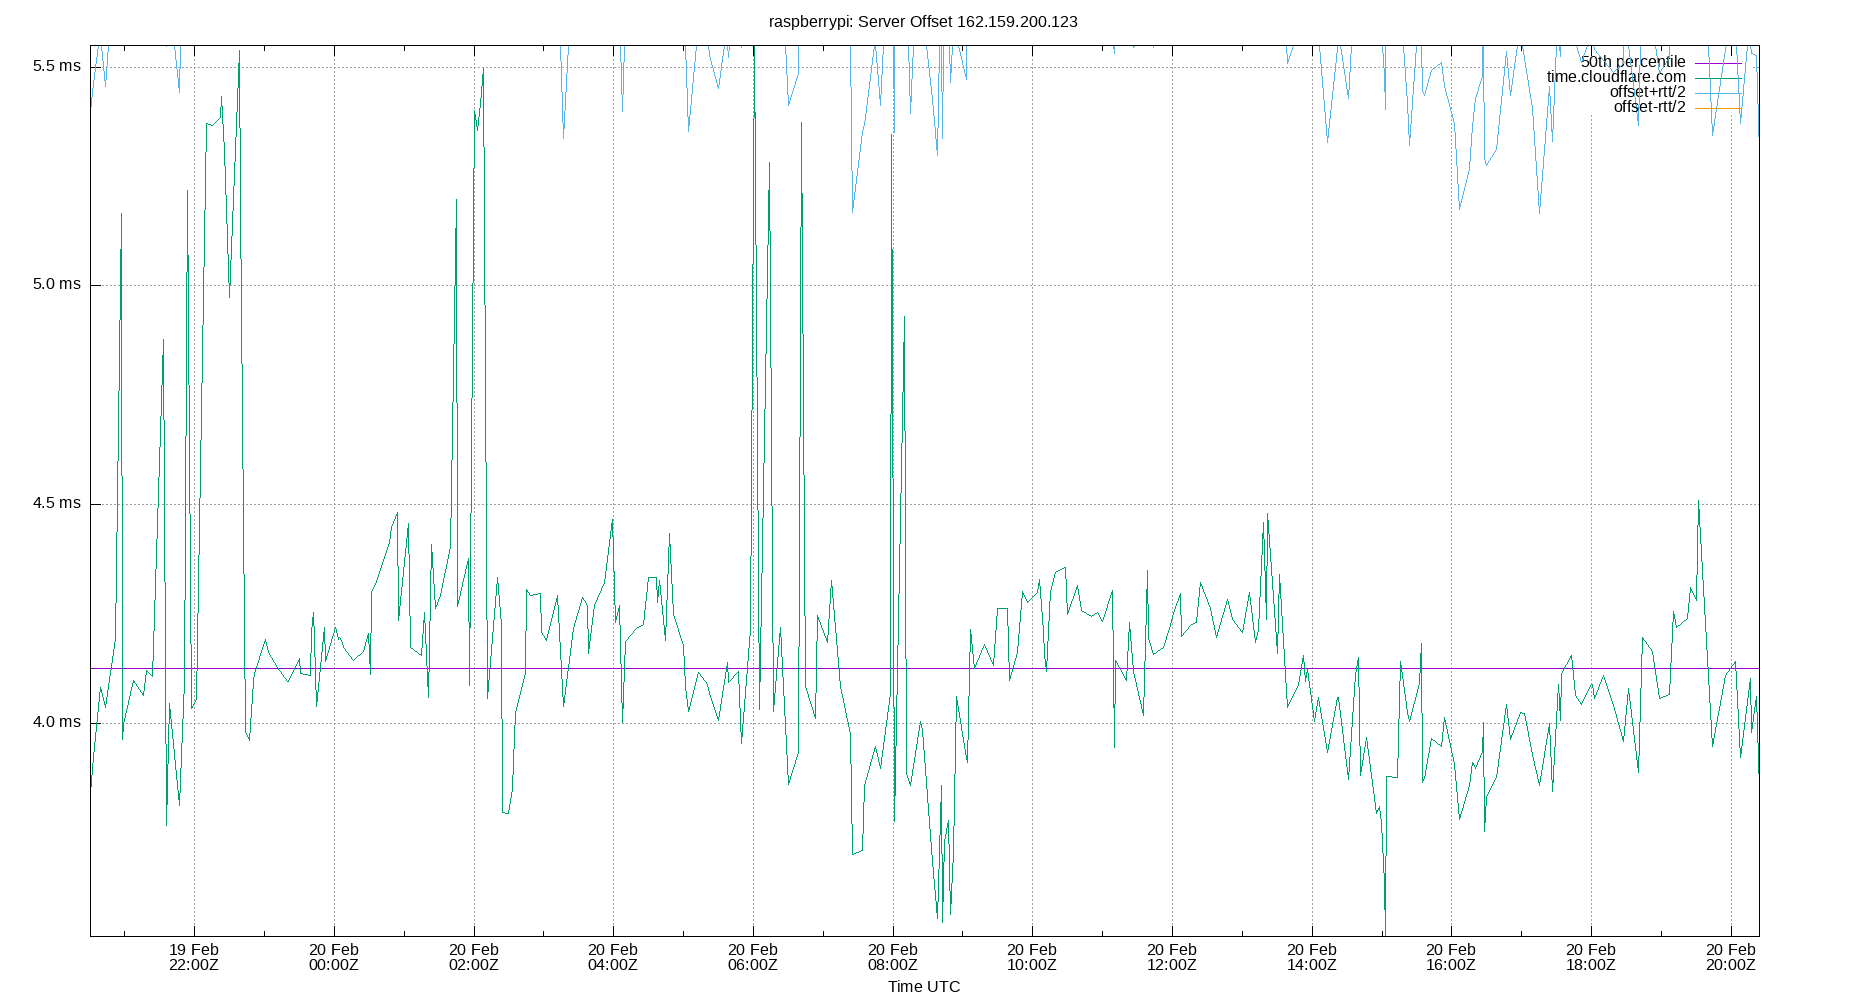 raspberrypi: Server Offset 162.159.200.123
5.5 ms
5.0 ms
4.5 ms
4.0 ms
50th percentile
time.cloudflare.com
offset+rtt/2
offset-rtt/2
19 Feb 20 Feb 20 Feb 20 Feb 20 Feb 20 Feb 20 Feb 20 Feb 20 Feb 20 Feb 20 Feb 20 Feb
22:00Z 00:00Z 02:00Z 04:00Z 06:00Z 08:00Z 10:00Z 12:00Z 14:00Z 16:00Z 18:00Z 20:00Z
Time UTC